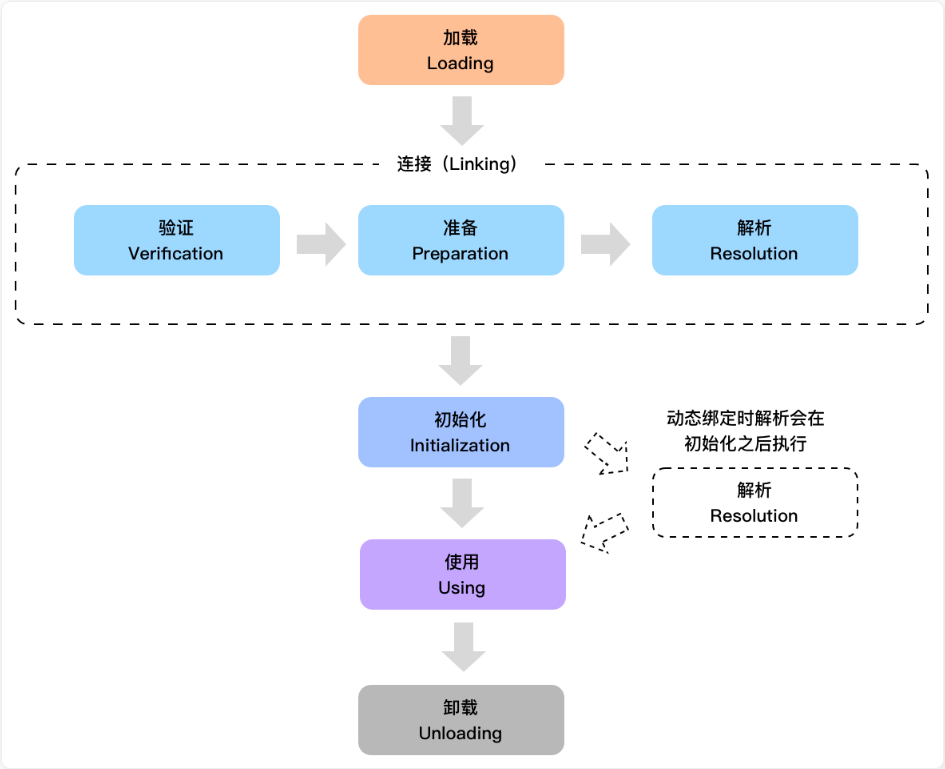 加载
Loading
连接（Linking）
验证
Verification
准备
Preparation
解析
Resolution
初始化
Initialization
动态绑定时解析会在
初始化之后执行
解析
Resolution
使用
Using
卸载
Unloading